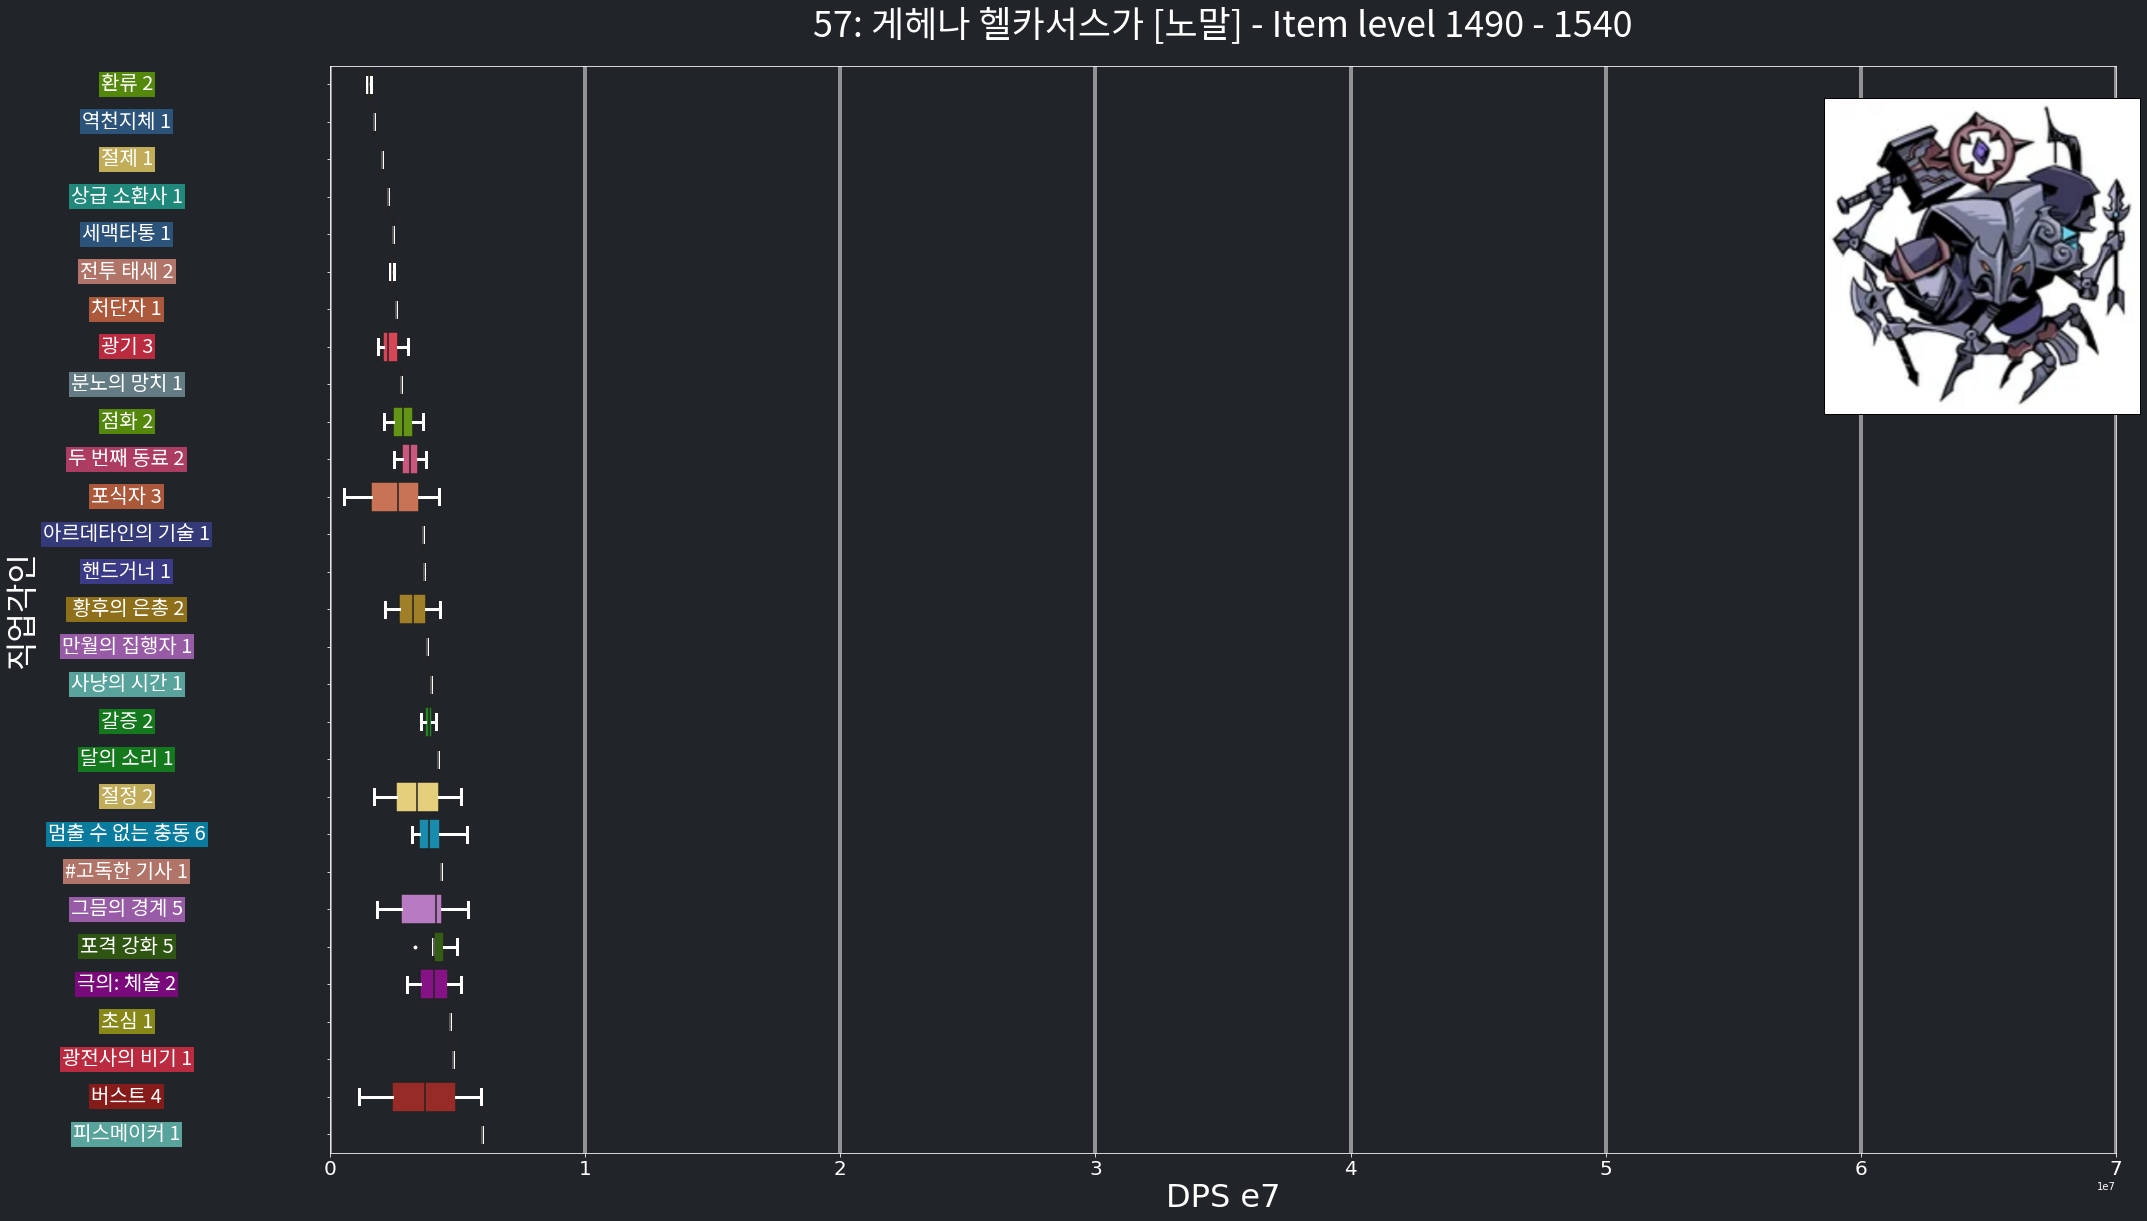 57: 게헤나 헬카서스가 [노말] - Item level 1490 - 1540
환류 2
역천지체 1
절제 1
상급 소환사 1
세맥타통 1
전투 태세 2
처단자 1
광기 3
분노의 망치 1
점화 2
두 번째 동료 2
포식자 3
아르데타인의 기술 1
핸드거너 1
황후의 은총 2
만월의 집행자 1
사냥의 시간 1
갈증 2
달의 소리 1
절정 2
멈출 수 없는 충동 6
#고독한 기사 1
그믐의 경계 5
포격 강화 5
극의: 체술 2
초심 1
광전사의 비기 1
버스트 4
피스메이커 1
직업각인
0 1 2 3 4 5 6 7
1e7
DPS e7